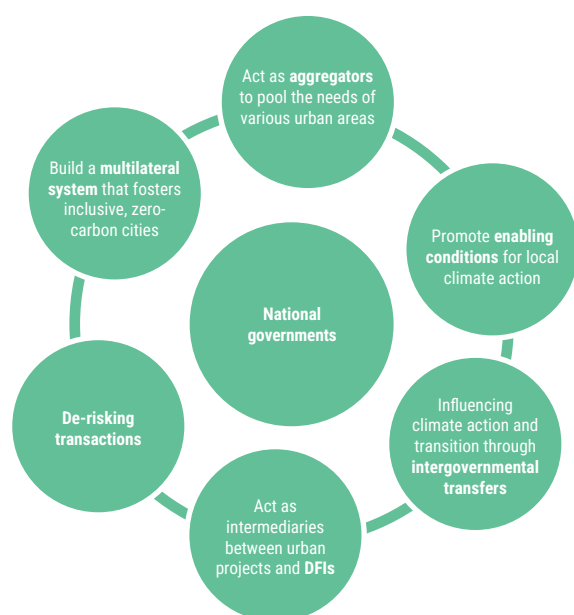 Act as aggregators
to pool the needs of
various urban areas
Build a multilateral
system that fosters
inclusive, zero-
carbon cities
Promote enabling
conditions for local
climate action
National
governments
De-risking
transactions
Influencing
climate action and
transition through
intergovernmental
transfers
Act as
intermediaries
between urban
projects and DFIs